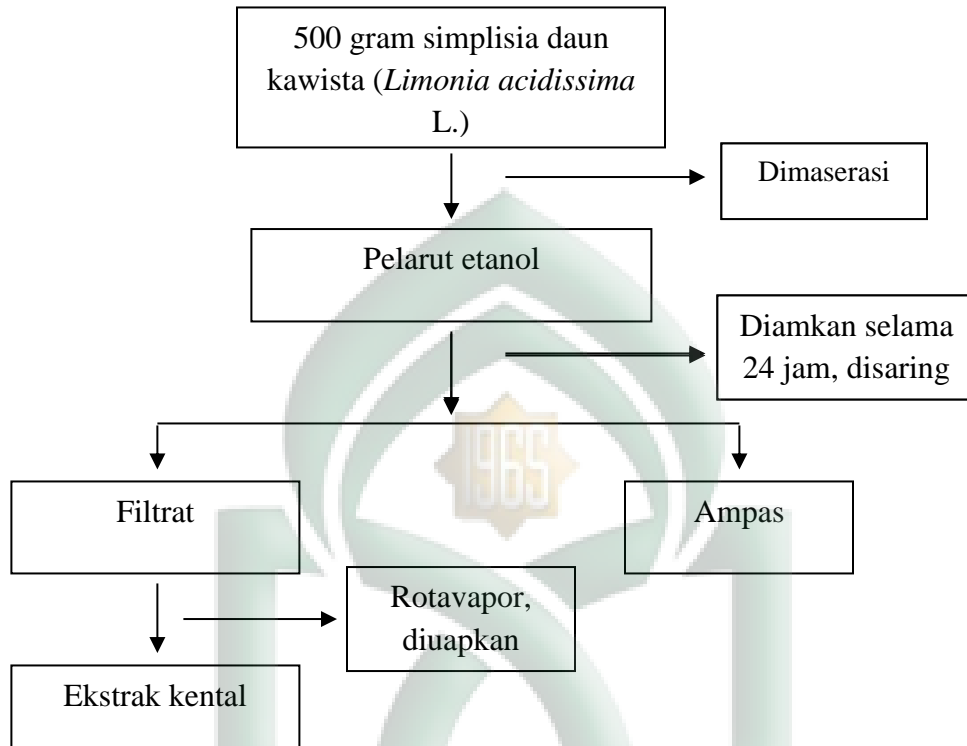 500 gram simplisia daun
kawista (Limonia acidissima
L.)
Dimaserasi
Pelarut etanol
Diamkan selama
24 jam, disaring
1965
Filtrat
Ampas
Rotavapor,
diuapkan
Ekstrak kental